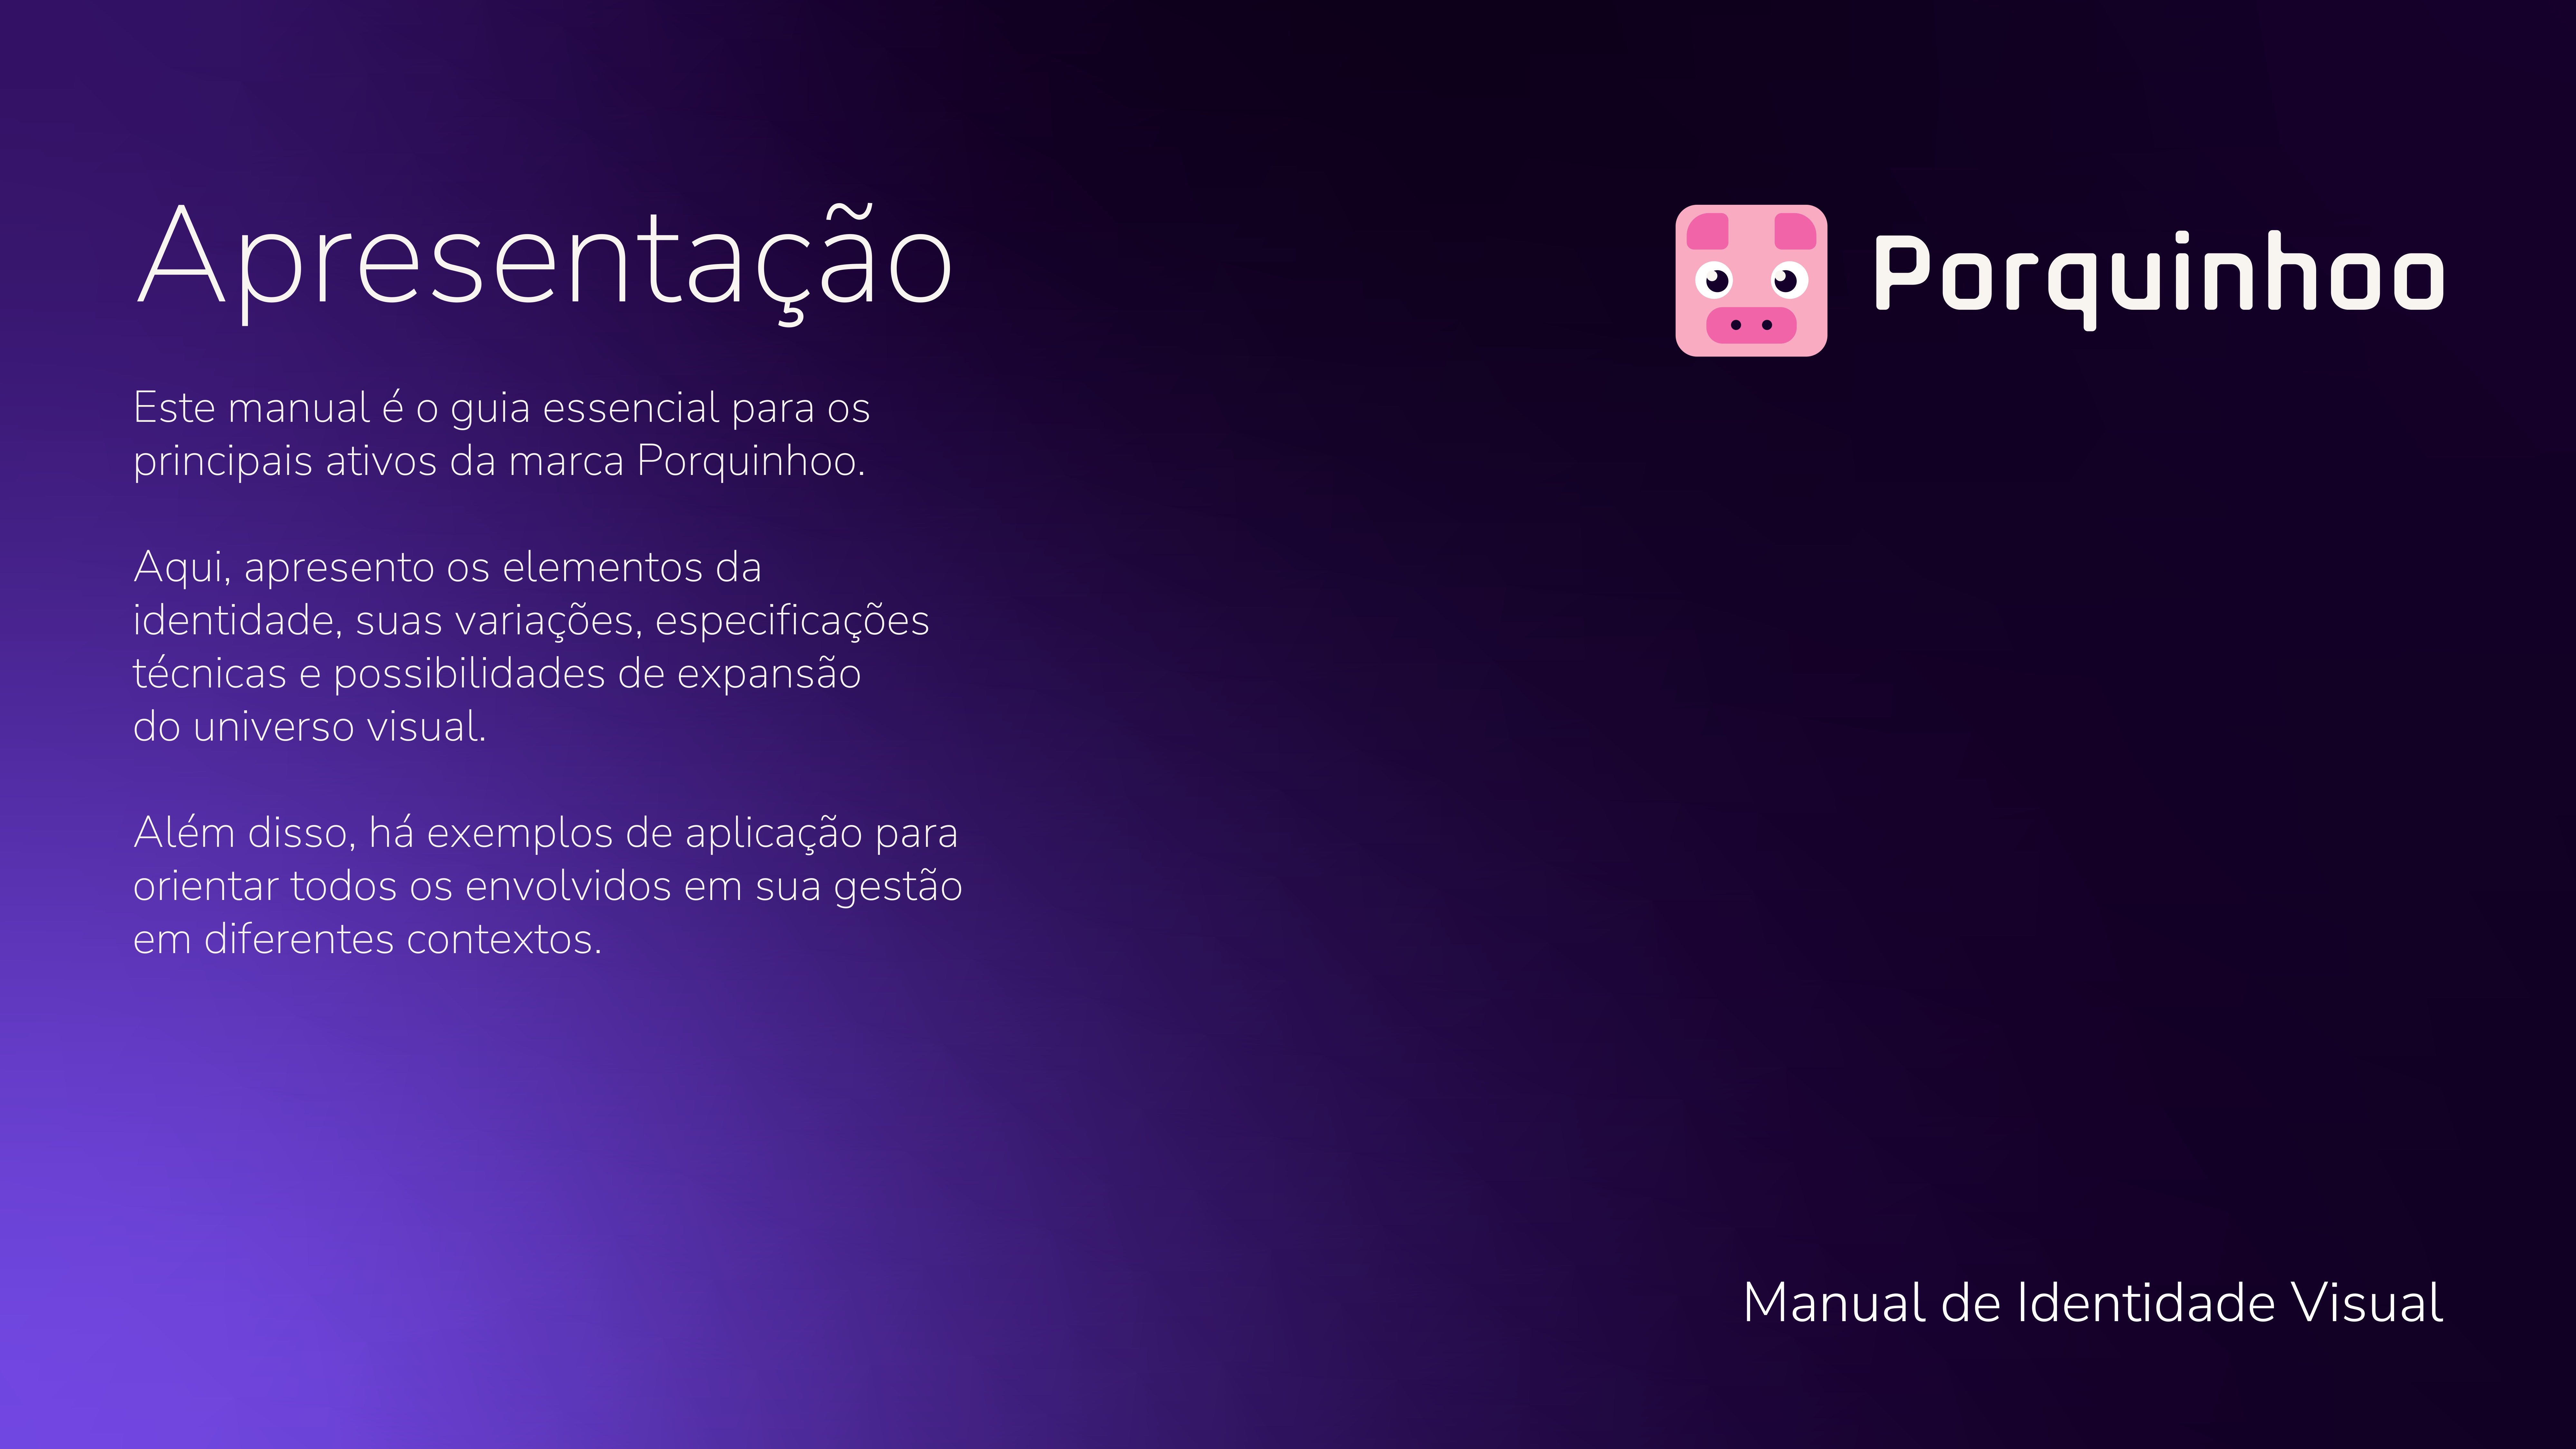 Apresentação
Porquinhoo
Este manual é o guia essencial para os
principais ativos da marca Porquinhoo.
Aqui, apresento os elementos da
identidade, suas variações, especificações
técnicas e possibilidades de expansão
do universo visual.
Além disso, há exemplos de aplicação para
orientar todos os envolvidos em sua gestão
em diferentes contextos.
Manual de Identidade Visual